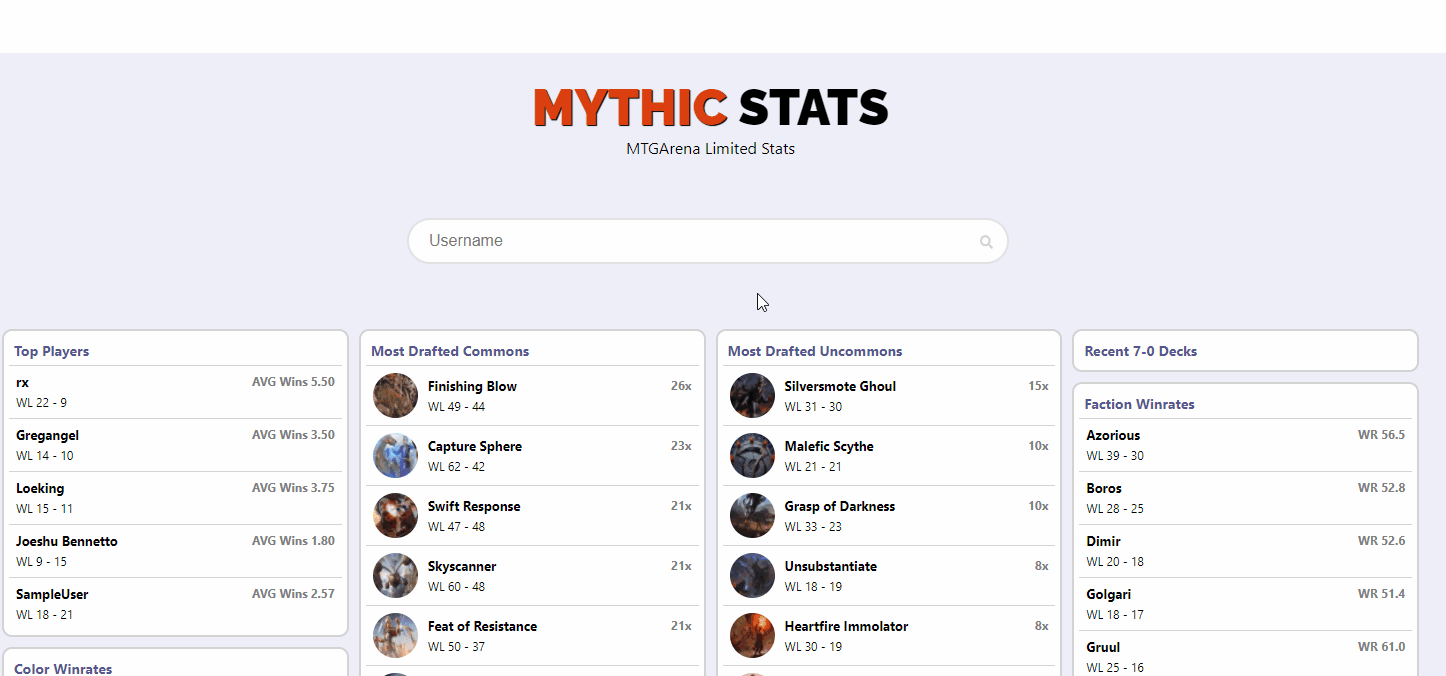 MYTHIC STATS
MTGArena Limited Stats
Username
Top Players
rx AVG Wins 5.50
WL 22 - 9
Gregangel AVG Wins 3.50
WL 14 - 10
Loeking AVG Wins 3.75
WL 15 - 11
Joeshu Bennetto AVG Wins 1.80
WL 9 - 15
SampleUser AVG Wins 2.57
WL 18 - 21
Color Winrates
Most Drafted Commons
Finishing Blow 26x
WL 49 - 44
Capture Sphere 23x
WL 62 - 42
Swift Response 21x
WL 47 - 48
Skyscanner 21x
WL 60 - 48
Feat of Resistance 21x
WL 50 - 37
Most Drafted Uncommons
Silversmote Ghoul 15x
WL 31 - 30
Malefic Scythe 10x
WL 21 - 21
Grasp of Darkness 10x
WL 33 - 23
Unsubstantiate 8x
WL 18 - 19
Heartfire Immolator 8x
WL 30 - 19
Recent 7-0 Decks
Faction Winrates
Azorious WR 56.5
WL 39 - 30
Boros WR 52.8
WL 28 - 25
Dimir WR 52.6
WL 20 - 18
Golgari WR 51.4
WL 18 - 17
Gruul WR 61.0
WL 25 - 16